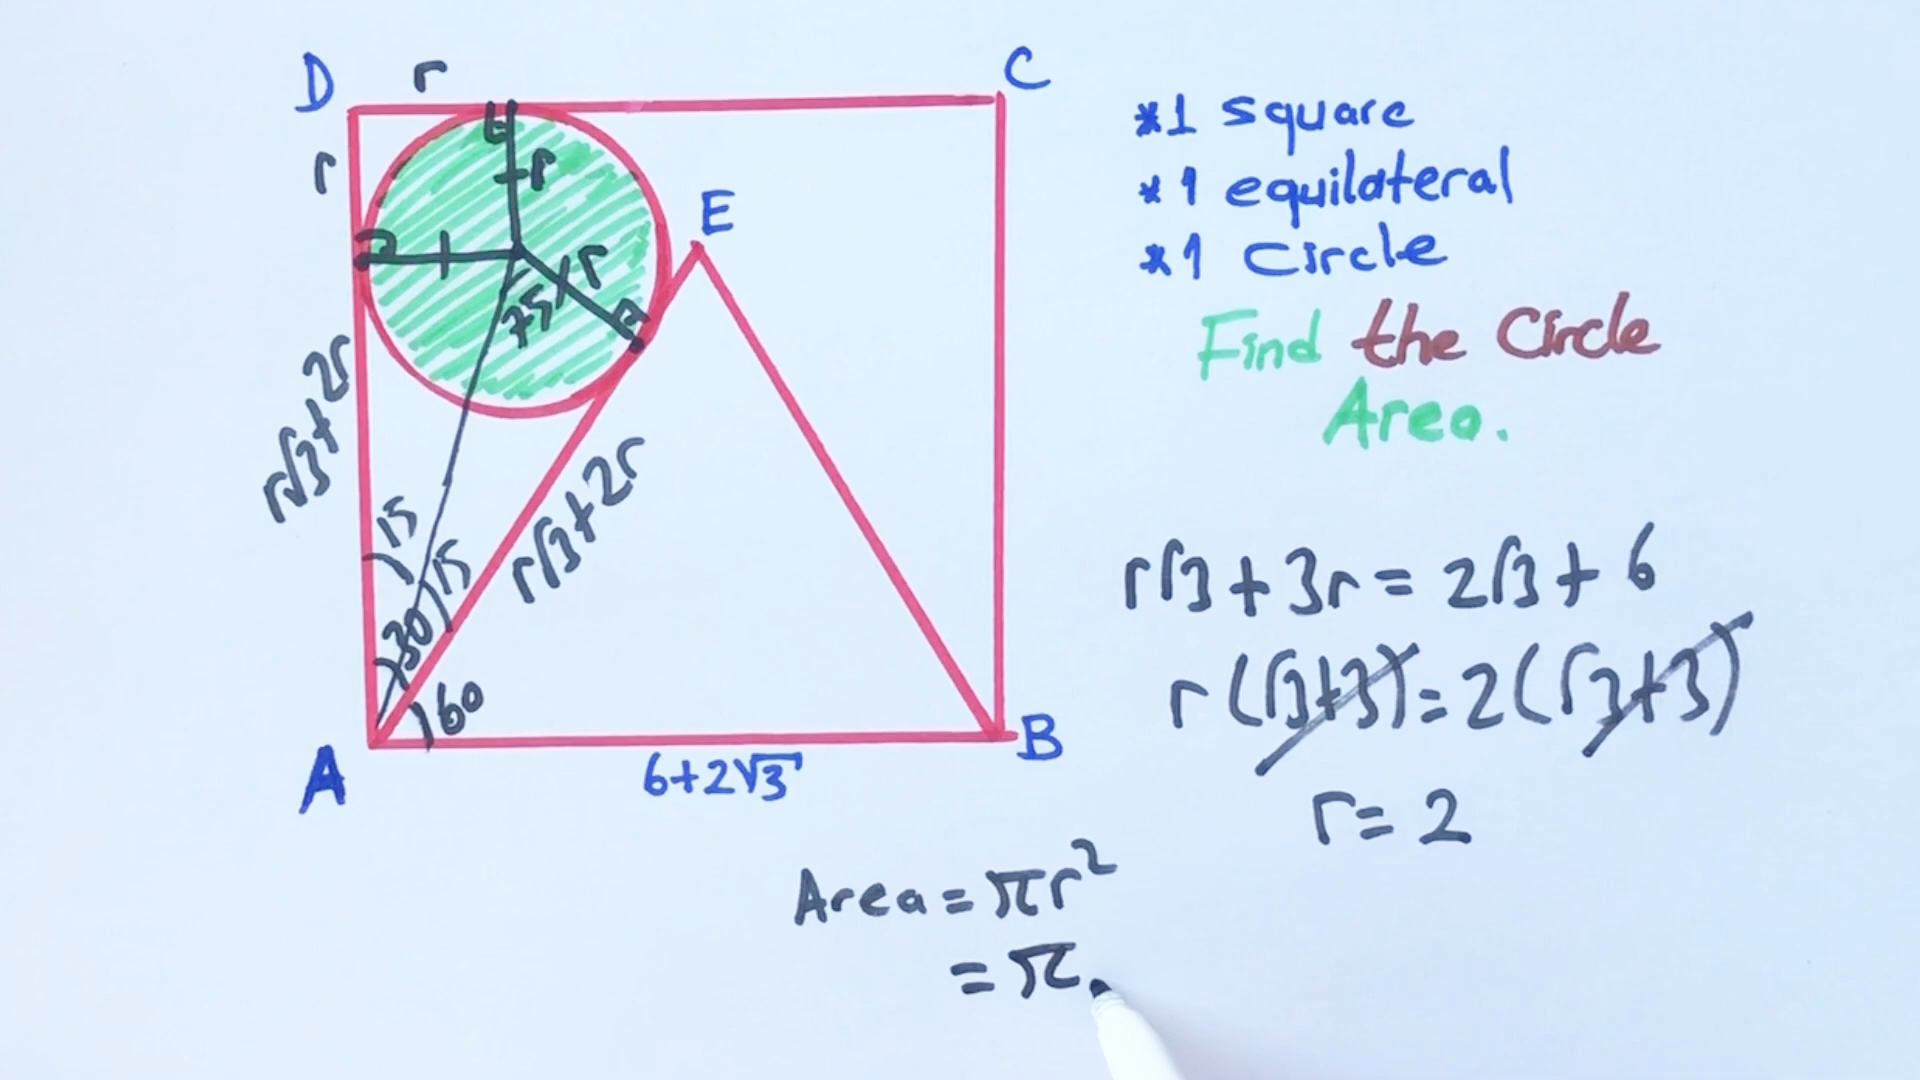 D r C
r r E
r
75
r√3+2r
r√3+2r
15
15
30
60
A B
6+2√3
*1 square
*1 equilateral
*1 Circle
Find the Circle
Area.
r√3+3r=2√3+6
r(√3+3)=2(√3+3)
r=2
Area=πr²
=π